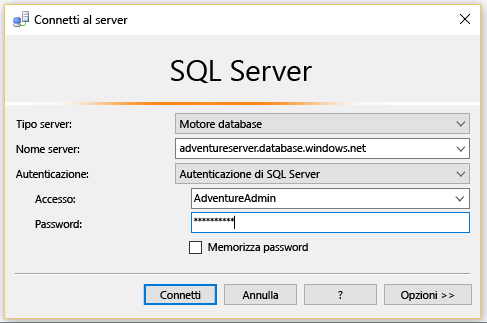 Connetti al server
SQL Server
Tipo server: Motore database
Nome server: adventureserver.database.windows.net
Autenticazione: Autenticazione di SQL Server
Accesso: AdventureAdmin
Password: **********
Memorizza password
Connetti Annulla ? Opzioni >>